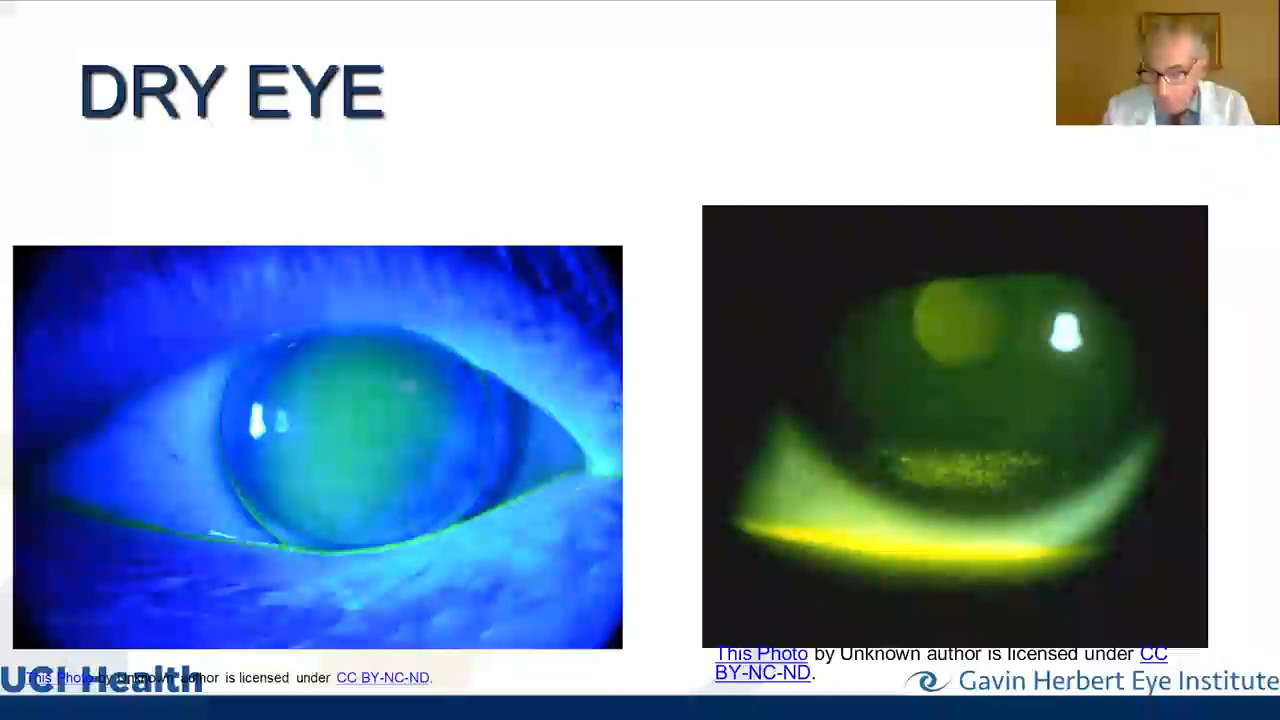 DRY EYE
This Photo by Unknown author is licensed under CC
BY-NC-ND.
UCI Health
This Photo by Unknown author is licensed under CC BY-NC-ND.
Gavin Herbert Eye Institute